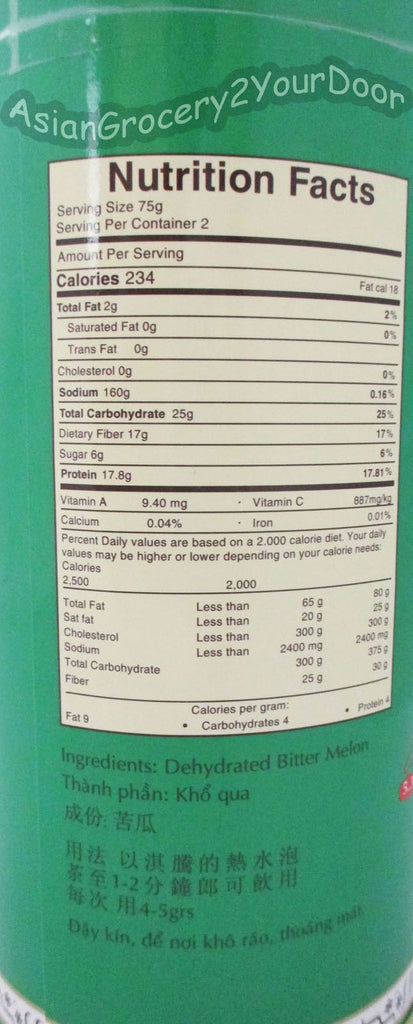 AsianGrocery2YourDoor
Nutrition Facts
Serving Size 75g
Serving Per Container 2
Amount Per Serving
Calories 234 Fat cal 18
Total Fat 2g 2%
Saturated Fat 0g 0%
Trans Fat 0g
Cholesterol 0g 0%
Sodium 160g 0.16%
Total Carbohydrate 25g 25%
Dietary Fiber 17g 17%
Sugar 6g 6%
Protein 17.8g 17.81%
Vitamin A 9.40 mg · Vitamin C 887mg/kg
Calcium 0.04% · Iron 0.01%
Percent Daily values are based on a 2.000 calorie diet. Your daily
values may be higher or lower depending on your calorie needs:
Calories
2,500 2,000
Total Fat Less than 65 g 80 g
Sat fat Less than 20 g 25 g
Cholesterol Less than 300 g 300 g
Sodium Less than 2400 mg 2400 mg
Total Carbohydrate 300 g 375 g
Fiber 25 g 30 g
Calories per gram:
Fat 9 • Carbohydrates 4 • Protein 4
Ingredients: Dehydrated Bitter Melon
Thành phần: Khổ qua
成份: 苦瓜
用法 以淇騰的熱水泡
茶至1-2分鐘郎可飲用
每次 用4-5grs
Dậy kín, để nơi khô ráo, thoáng mát